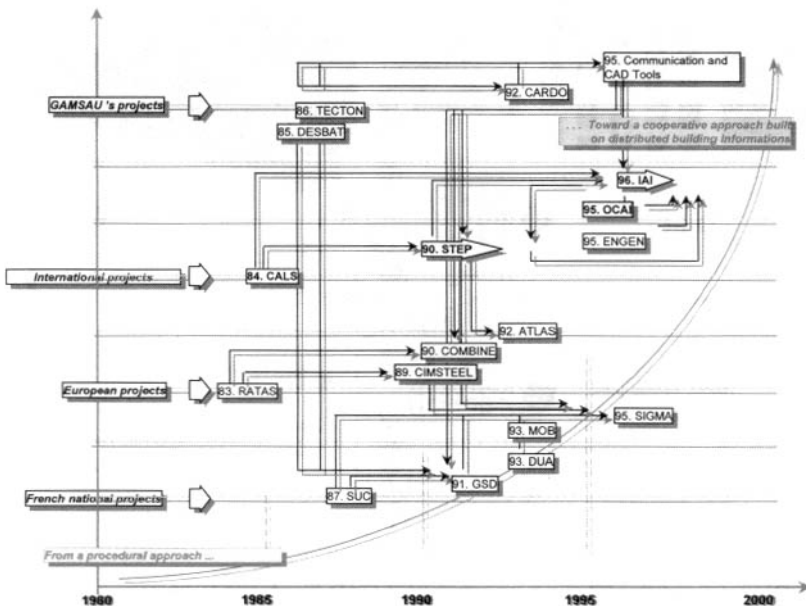 95. Communication and
CAD Tools
92. CARDO
GAMSAU 's projects
86. TECTON
85. DESBAT
... Toward a cooperative approach built
on distributed building informations
96. IAI
95. OCAI
95. ENGEN
90. STEP
International projects
84. CALS
92. ATLAS
90. COMBINE
89. CIMSTEEL
European projects
83. RATAS
95. SIGMA
93. MOB
93. DUA
91. GSD
87. SUC
French national projects
From a procedural approach ...
1960 1985 1990 1995 2000